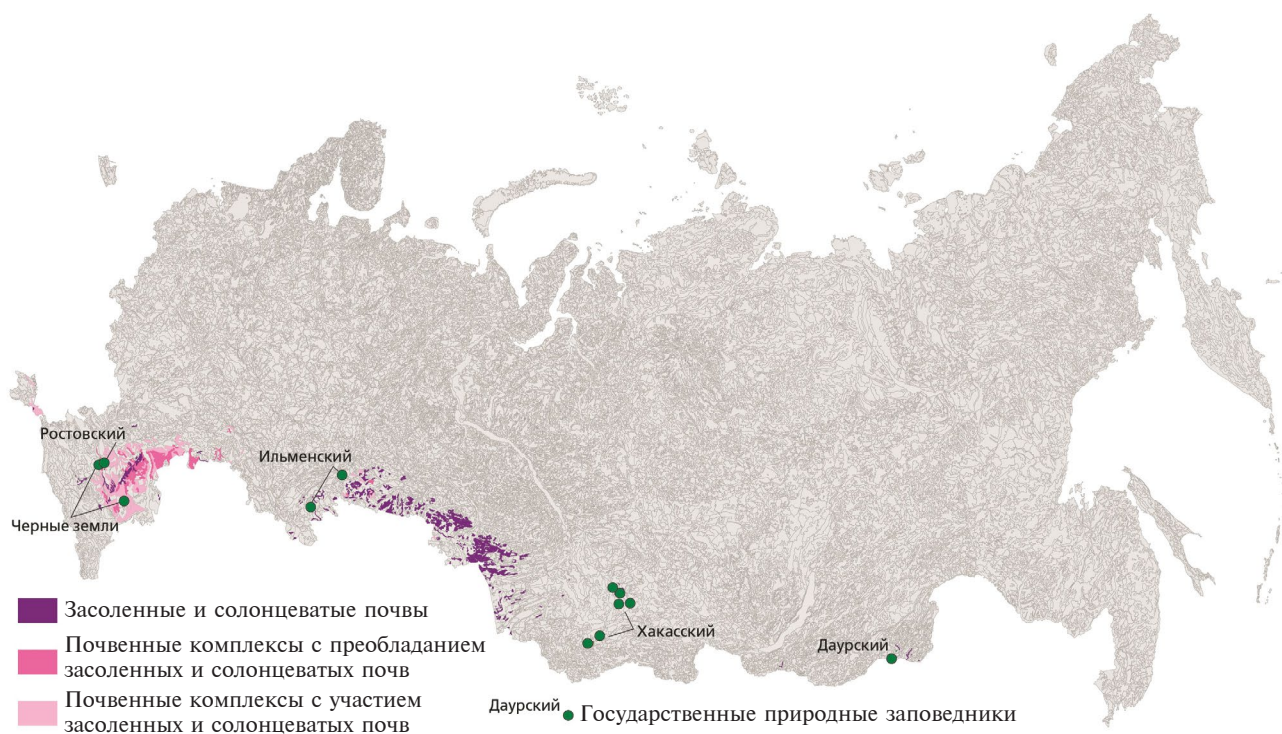 Ростовский
Ильменский
Черные земли
Хакасский
Даурский
Засоленные и солонцеватые почвы
Почвенные комплексы с преобладанием
засоленных и солонцеватых почв
Почвенные комплексы с участием
засоленных и солонцеватых почв
Даурский
Государственные природные заповедники